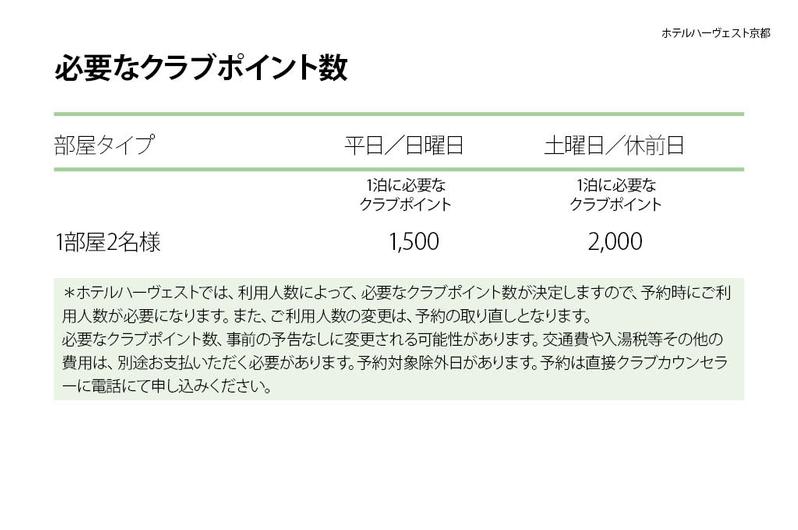 ホテルハーヴェスト京都
必要なクラブポイント数
部屋タイプ 平日／日曜日 土曜日／休前日
1泊に必要な 1泊に必要な
クラブポイント クラブポイント
1部屋2名様 1,500 2,000
＊ホテルハーヴェストでは、利用人数によって、必要なクラブポイント数が決定しますので、予約時にご利
用人数が必要になります。また、ご利用人数の変更は、予約の取り直しとなります。
必要なクラブポイント数、事前の予告なしに変更される可能性があります。交通費や入湯税等その他の
費用は、別途お支払いただく必要があります。予約対象除外日があります。予約は直接クラブカウンセラ
ーに電話にて申し込みください。